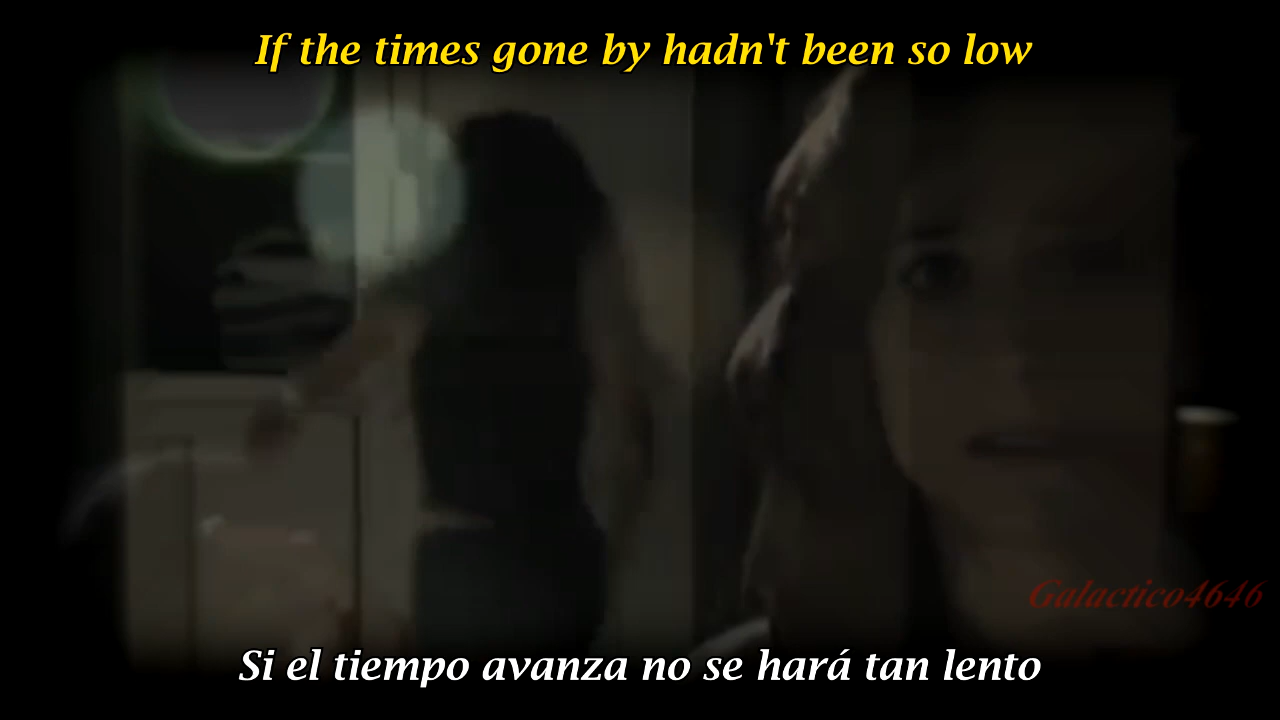 If the times gone by hadn't been so low
Galactico4646
Si el tiempo avanza no se hará tan lento